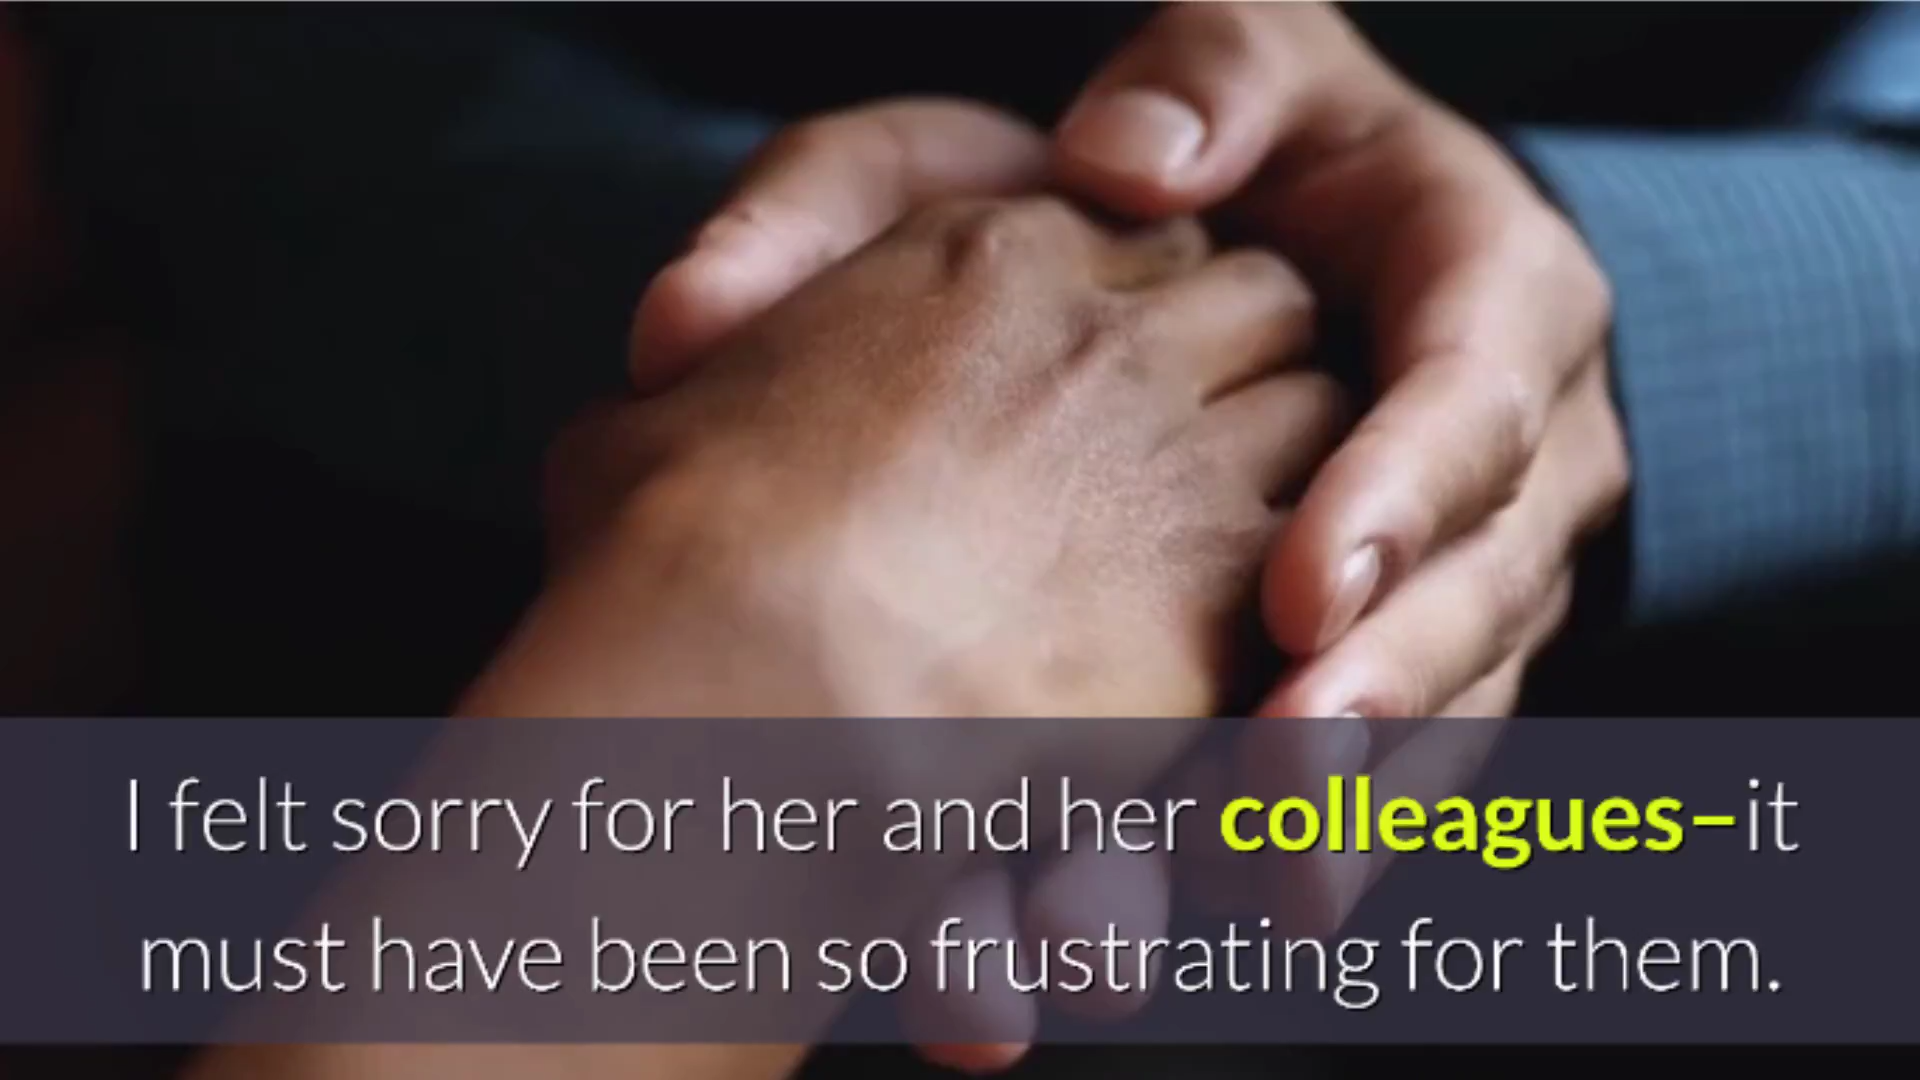 I felt sorry for her and her colleagues–it
must have been so frustrating for them.